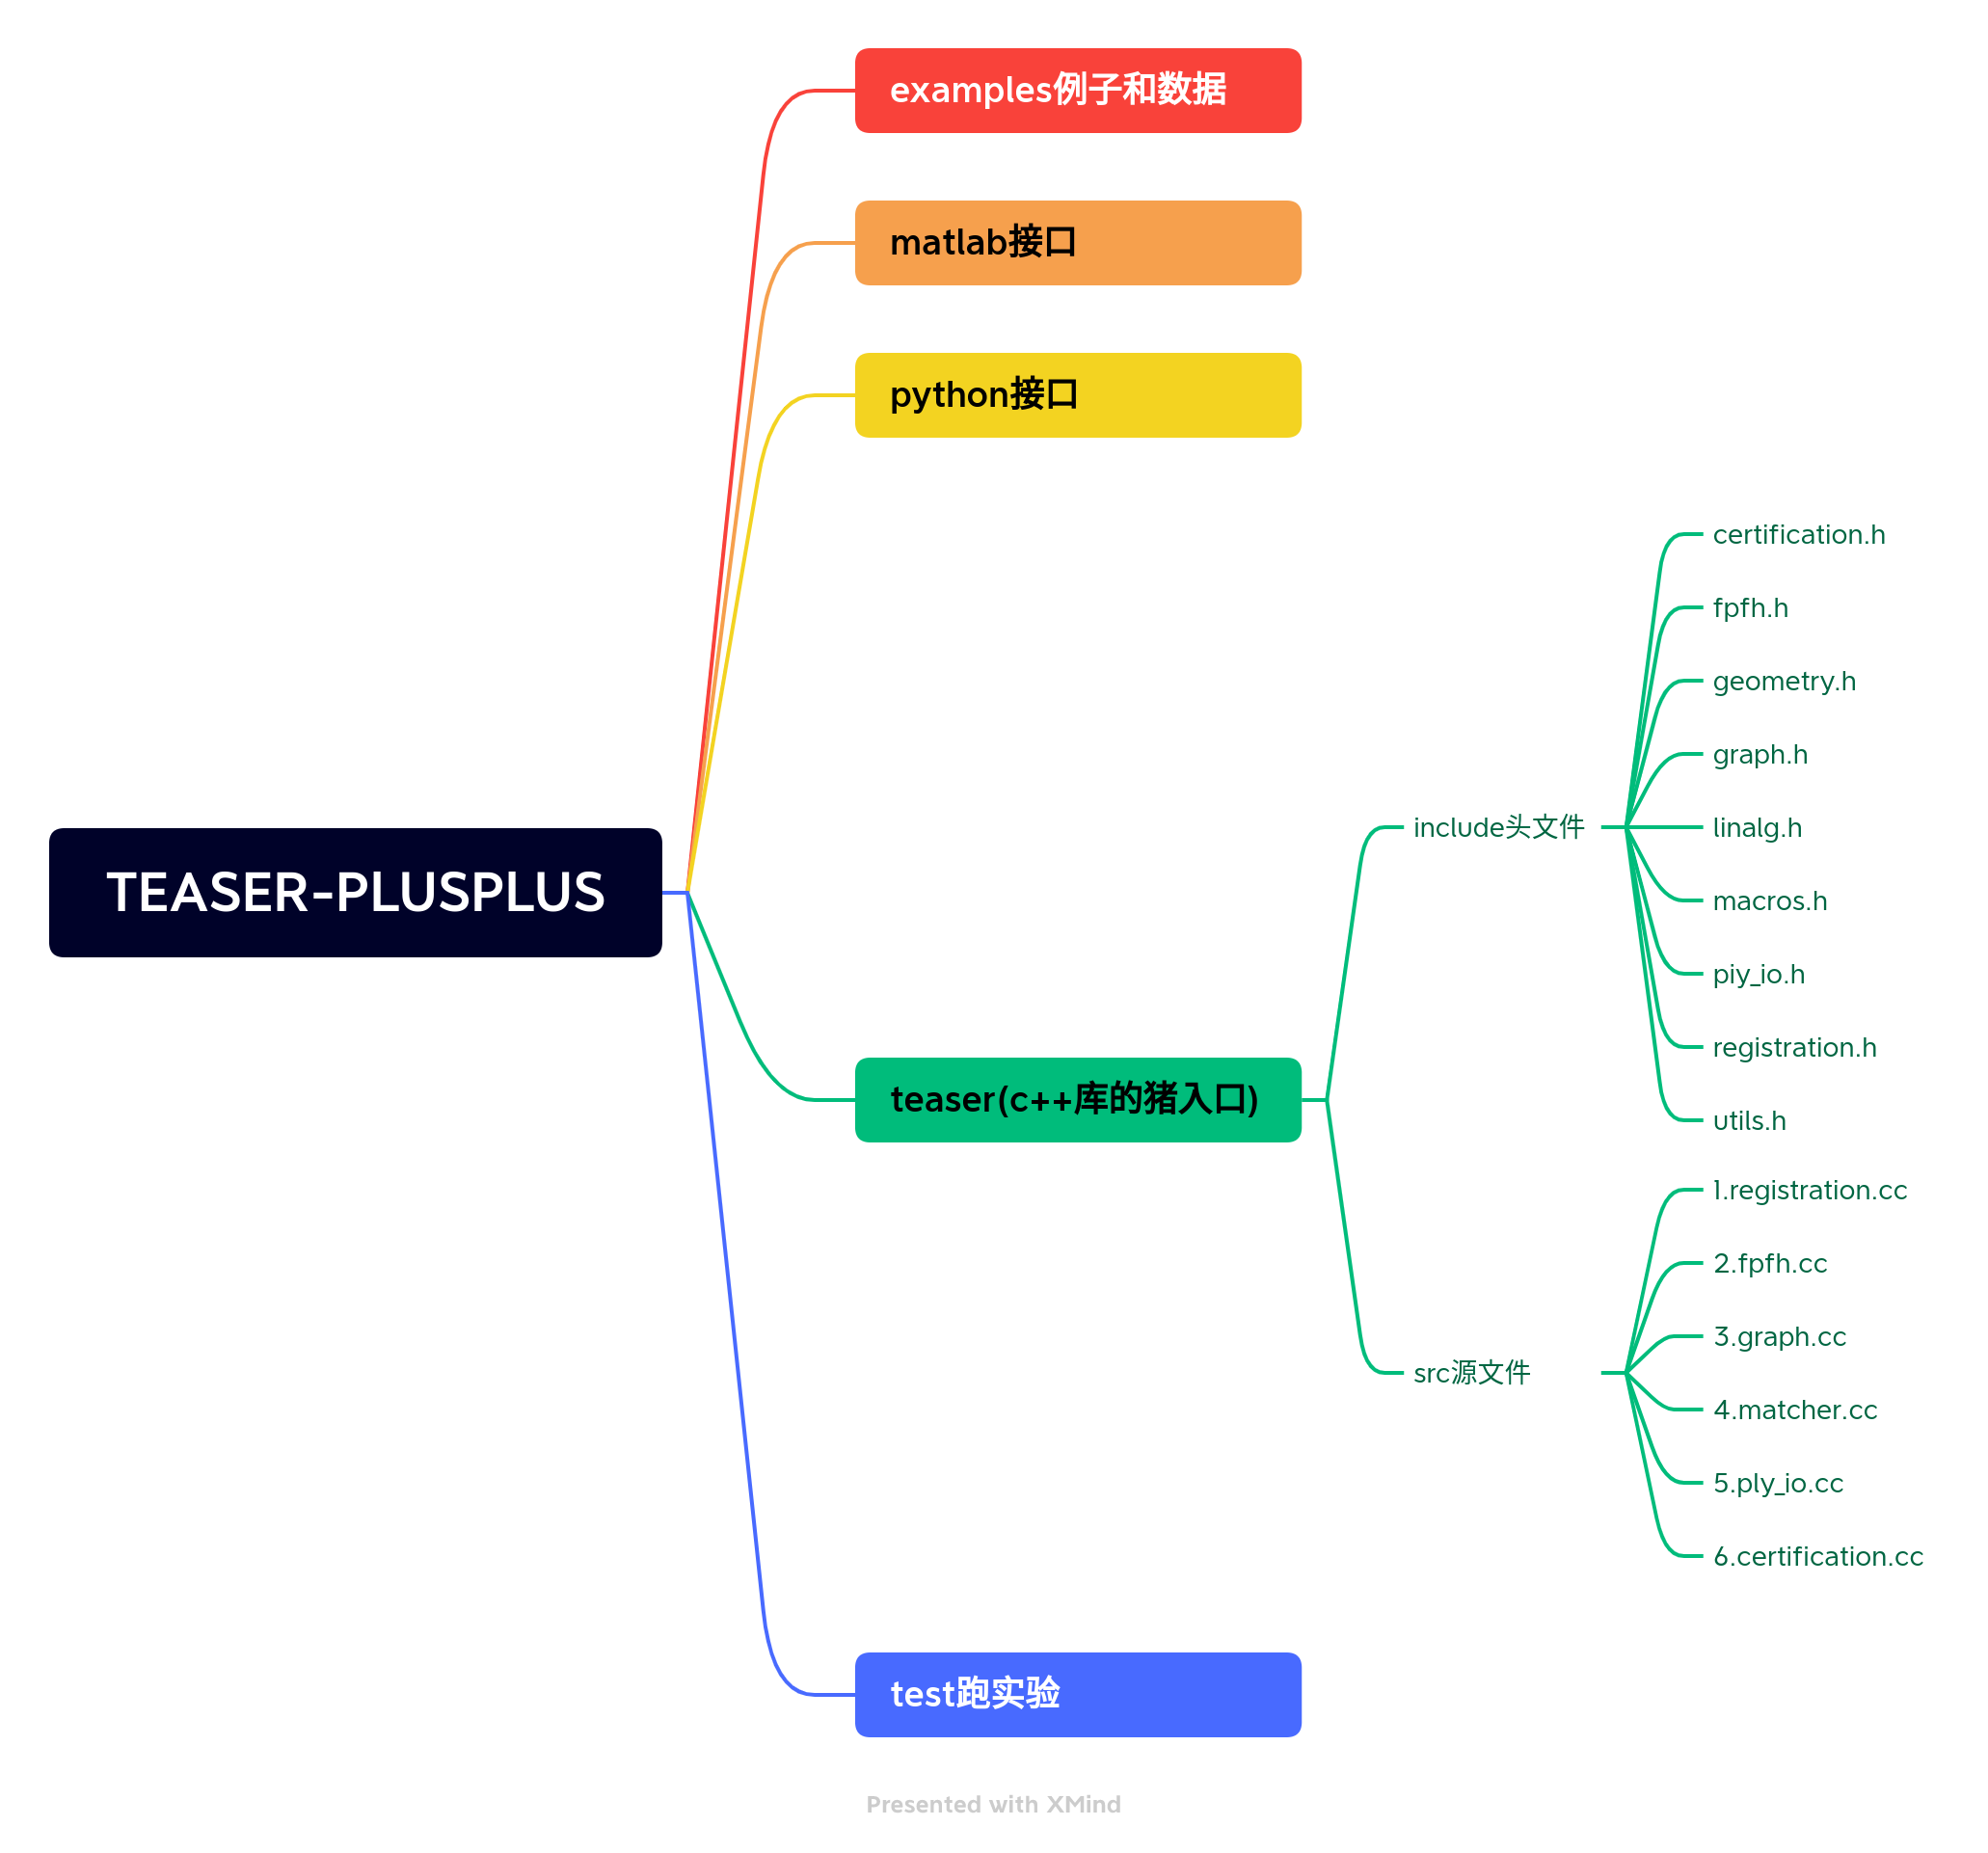 examples例子和数据
matlab接口
python接口
TEASER-PLUSPLUS
teaser(c++库的猪入口)
include头文件
certification.h
fpfh.h
geometry.h
graph.h
linalg.h
macros.h
piy_io.h
registration.h
utils.h
src源文件
1.registration.cc
2.fpfh.cc
3.graph.cc
4.matcher.cc
5.ply_io.cc
6.certification.cc
test跑实验
Presented with XMind